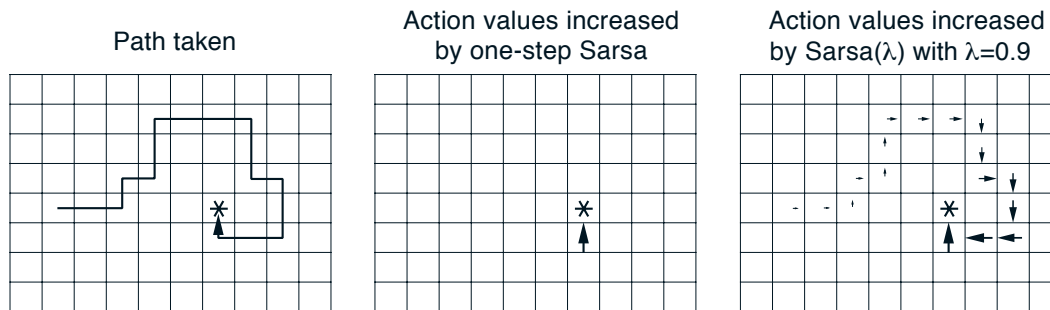 Path taken
Action values increased
by one-step Sarsa
Action values increased
by Sarsa(λ) with λ=0.9